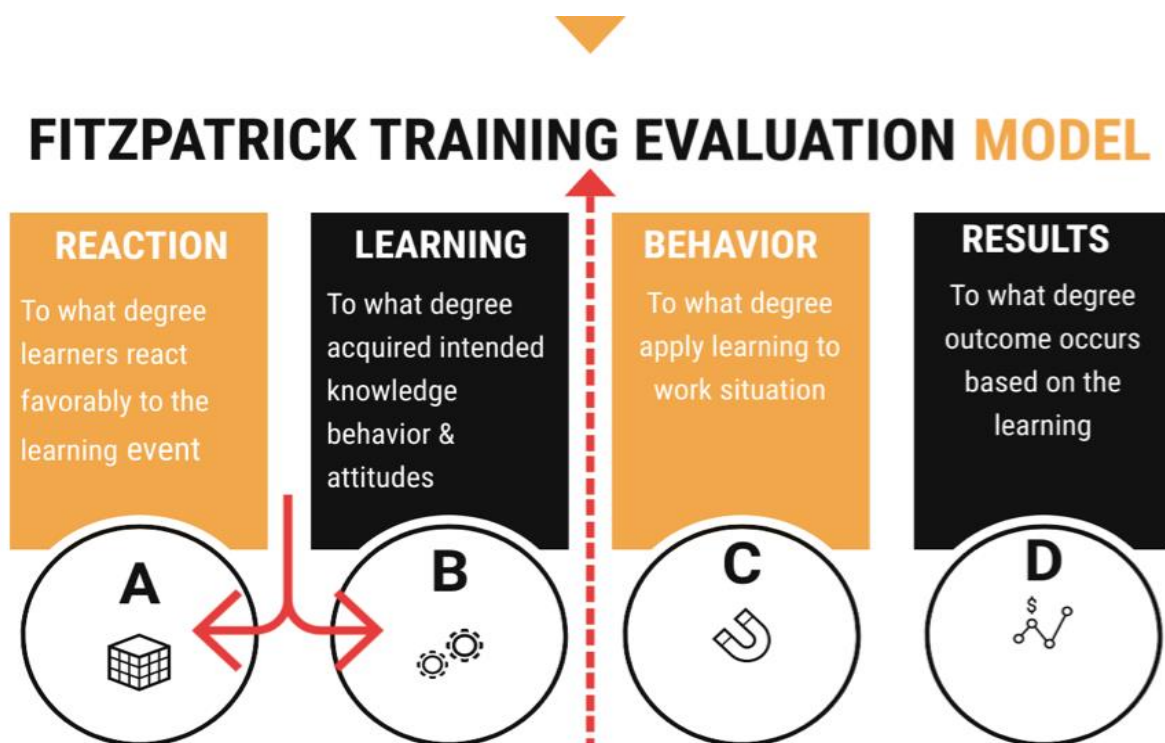 FITZPATRICK TRAINING EVALUATION MODEL
REACTION
To what degree
learners react
favorably to the
learning event
A
LEARNING
To what degree
acquired intended
knowledge
behavior &
attitudes
B
BEHAVIOR
To what degree
apply learning to
work situation
C
RESULTS
To what degree
outcome occurs
based on the
learning
D
$